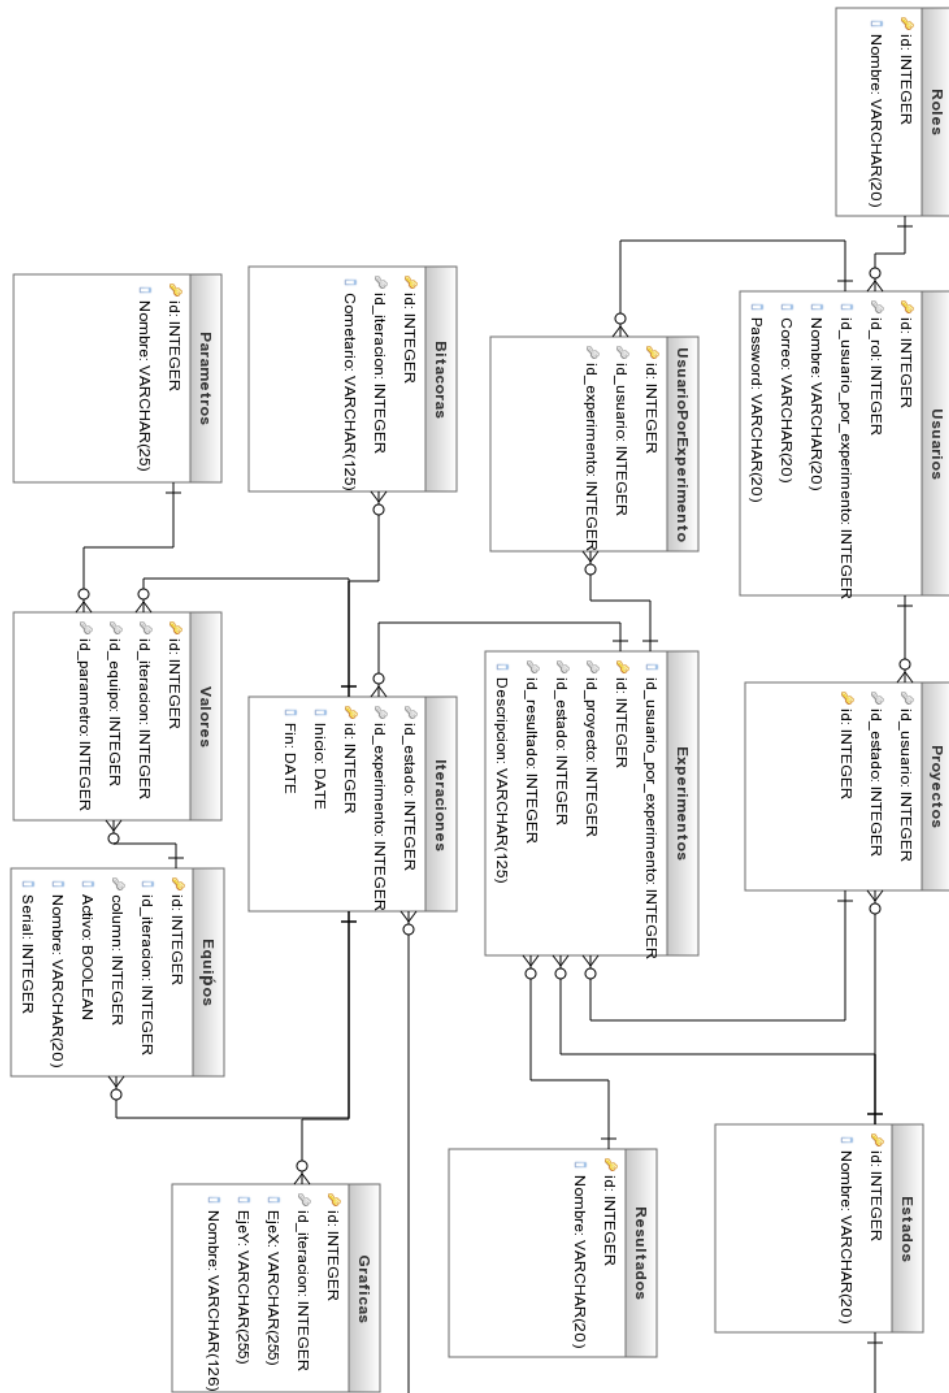 Roles
id: INTEGER
Nombre: VARCHAR(20)
Usuarios
id: INTEGER
id_rol: INTEGER
id_usuario_por_experimento: INTEGER
Nombre: VARCHAR(20)
Correo: VARCHAR(20)
Password: VARCHAR(20)
Proyectos
id_usuario: INTEGER
id_estado: INTEGER
id: INTEGER
Estados
id: INTEGER
Nombre: VARCHAR(20)
UsuarioPorExperimento
id: INTEGER
id_usuario: INTEGER
id_experimento: INTEGER
Experimentos
id_usuario_por_experimento: INTEGER
id: INTEGER
id_proyecto: INTEGER
id_estado: INTEGER
id_resultado: INTEGER
Descripcion: VARCHAR(125)
Resultados
id: INTEGER
Nombre: VARCHAR(20)
Bitacoras
id: INTEGER
id_iteracion: INTEGER
Cometario: VARCHAR(125)
Iteraciones
id_estado: INTEGER
id_experimento: INTEGER
id: INTEGER
Inicio: DATE
Fin: DATE
Graficas
id: INTEGER
id_iteracion: INTEGER
EjeX: VARCHAR(255)
EjeY: VARCHAR(255)
Nombre: VARCHAR(126)
Parametros
id: INTEGER
Nombre: VARCHAR(25)
Valores
id: INTEGER
id_iteracion: INTEGER
id_equipo: INTEGER
id_parametro: INTEGER
Equipos
id: INTEGER
id_iteracion: INTEGER
column: INTEGER
Activo: BOOLEAN
Nombre: VARCHAR(20)
Serial: INTEGER